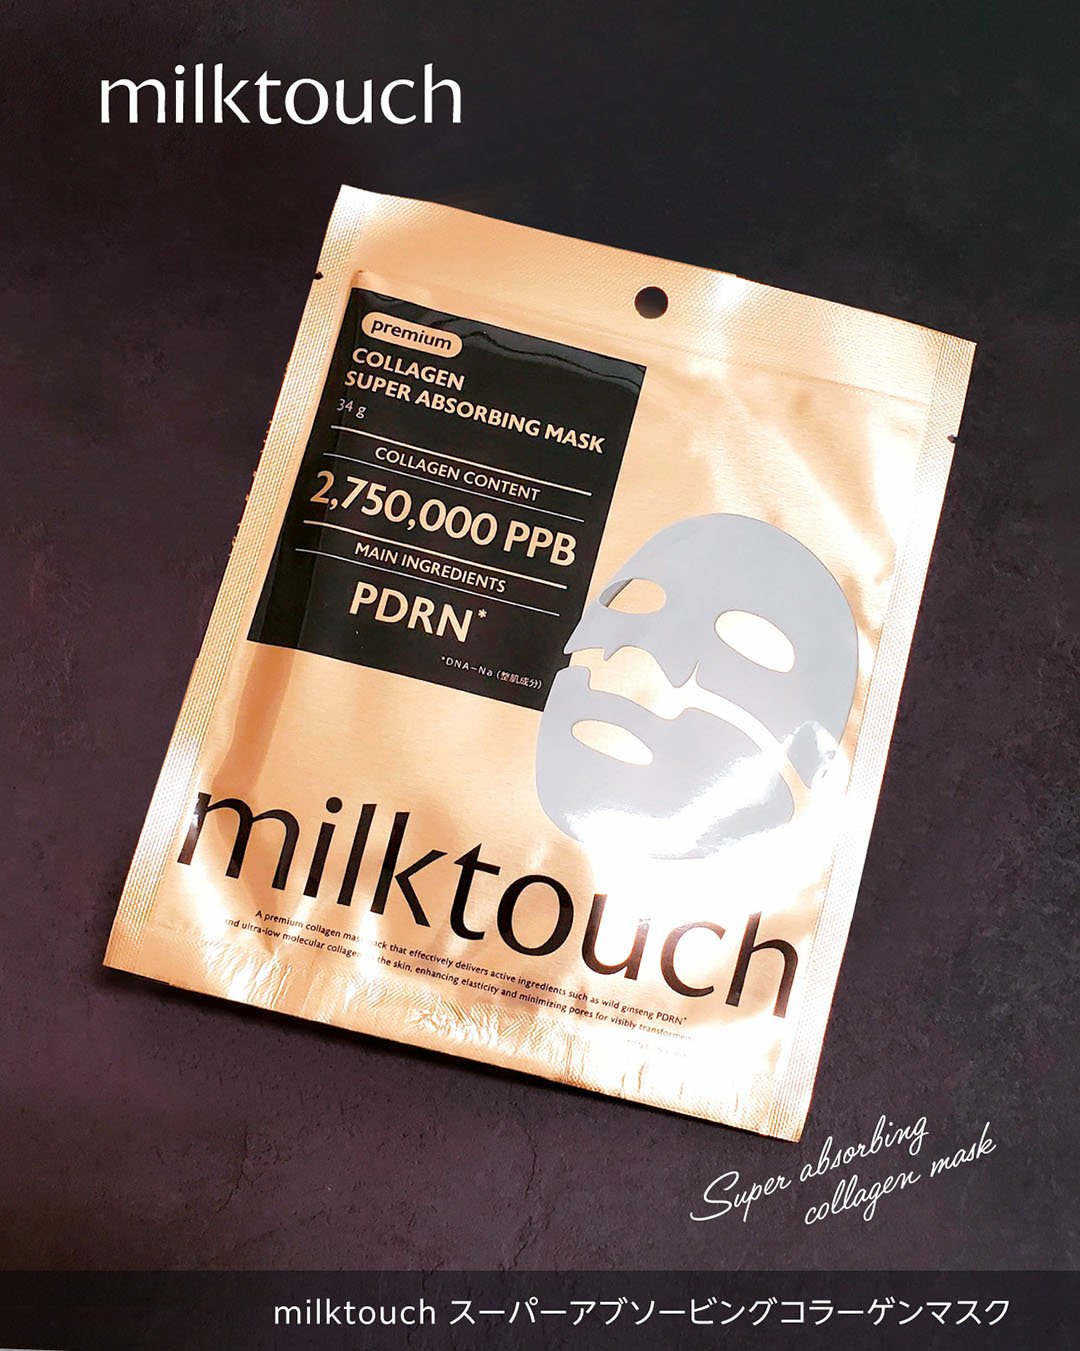 milktouch
premium
COLLAGEN
SUPER ABSORBING MASK
34 g
COLLAGEN CONTENT
2,750,000 PPB
MAIN INGREDIENTS
PDRN*
*DNA-Na (整肌成分)
milktouch
A premium collagen mask pack that effectively delivers active ingredients such as wild ginseng PDRN*
and ultra-low molecular collagen to the skin, enhancing elasticity and minimizing pores for visibly
Super absorbing
collagen mask
milktouch スーパーアブソービングコラーゲンマスク